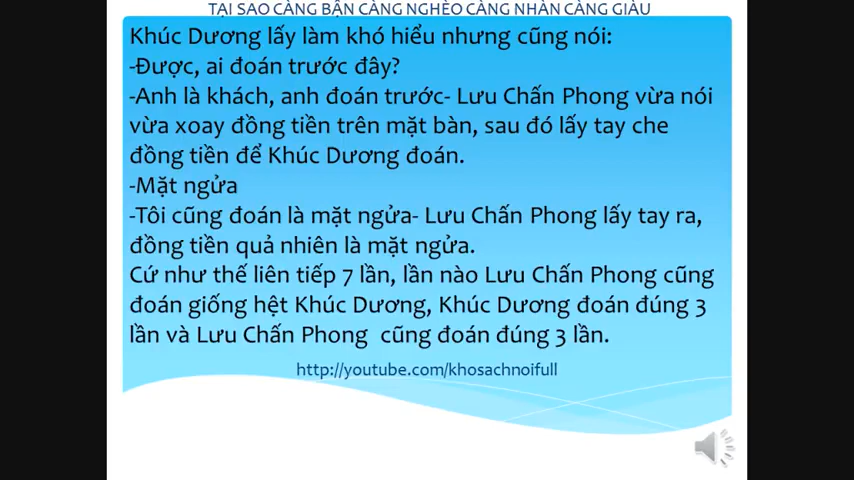 TẠI SAO CÀNG BẬN CÀNG NGHÈO CÀNG NHÀN CÀNG GIÀU
Khúc Dương lấy làm khó hiểu nhưng cũng nói:
-Được, ai đoán trước đây?
-Anh là khách, anh đoán trước- Lưu Chấn Phong vừa nói
vừa xoay đồng tiền trên mặt bàn, sau đó lấy tay che
đồng tiền để Khúc Dương đoán.
-Mặt ngửa
-Tôi cũng đoán là mặt ngửa- Lưu Chấn Phong lấy tay ra,
đồng tiền quả nhiên là mặt ngửa.
Cứ như thế liên tiếp 7 lần, lần nào Lưu Chấn Phong cũng
đoán giống hệt Khúc Dương, Khúc Dương đoán đúng 3
lần và Lưu Chấn Phong  cũng đoán đúng 3 lần.
http://youtube.com/khosachnoifull